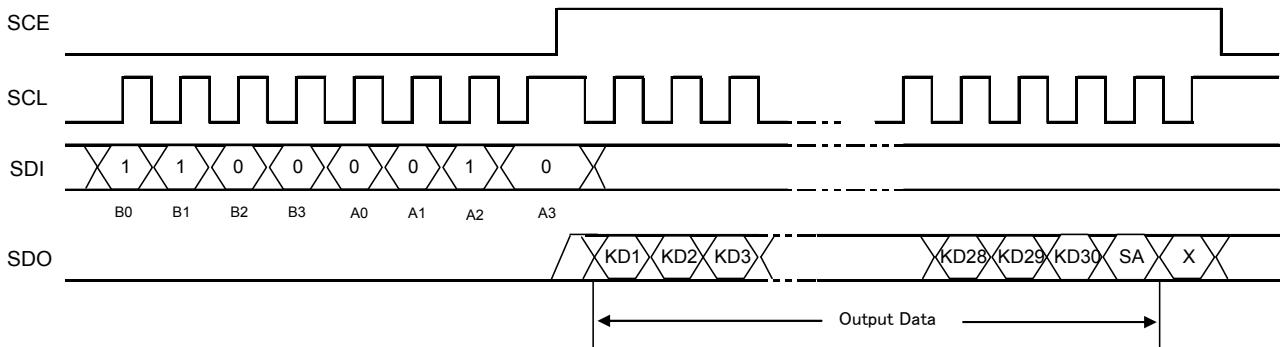 SCE
SCL
SDI 1 1 0 0 0 0 1 0
B0 B1 B2 B3 A0 A1 A2 A3
SDO KD1 KD2 KD3 KD28 KD29 KD30 SA X
Output Data